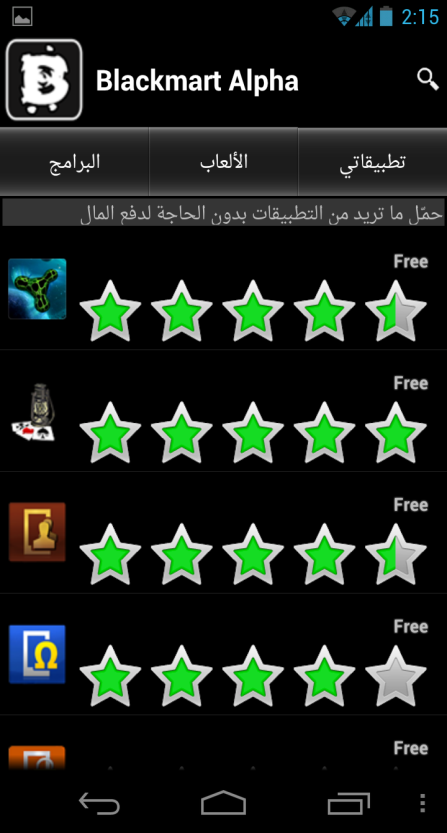 2:15
Blackmart Alpha
تطبيقاتي
الألعاب
البرامج
حمّل ما تريد من التطبيقات بدون الحاجة لدفع المال
Free
Free
Free
Free
Free